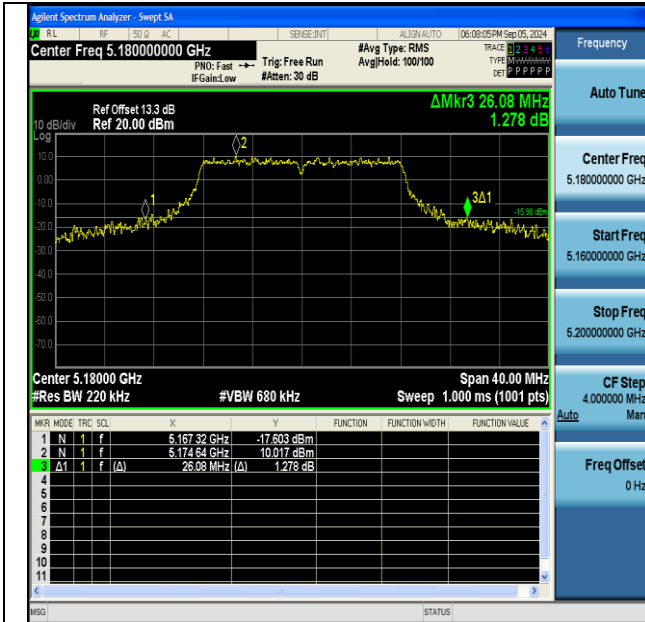 Agilent Spectrum Analyzer - Swept SA
RL RF 50 Ω AC SENSE:INT ALIGN AUTO 06:08:05 PM Sep 05, 2024
Center Freq 5.180000000 GHz #Avg Type: RMS TRACE 1 2 3 4 5 6
PNO: Fast Trig: Free Run Avg|Hold: 100/100 TYPE M
IFGain:Low #Atten: 30 dB DET P P P P P P
Ref Offset 13.3 dB ΔMkr3 26.08 MHz
10 dB/div Ref 20.00 dBm 1.278 dB
Log
10.0
0.00
-10.0
-20.0
-30.0
-40.0
-50.0
-60.0
-70.0
1
2
3Δ1
-15.98 dBm
Center 5.18000 GHz Span 40.00 MHz
#Res BW 220 kHz #VBW 680 kHz Sweep 1.000 ms (1001 pts)
MKR MODE TRC SCL X Y FUNCTION FUNCTION WIDTH FUNCTION VALUE
1 N 1 f 5.167 32 GHz -17.603 dBm
2 N 1 f 5.174 64 GHz 10.017 dBm
3 Δ1 1 f (Δ) 26.08 MHz (Δ) 1.278 dB
4
5
6
7
8
9
10
11
MSG STATUS
Frequency
Auto Tune
Center Freq
5.180000000 GHz
Start Freq
5.160000000 GHz
Stop Freq
5.200000000 GHz
CF Step
4.000000 MHz
Auto Man
Freq Offset
0 Hz